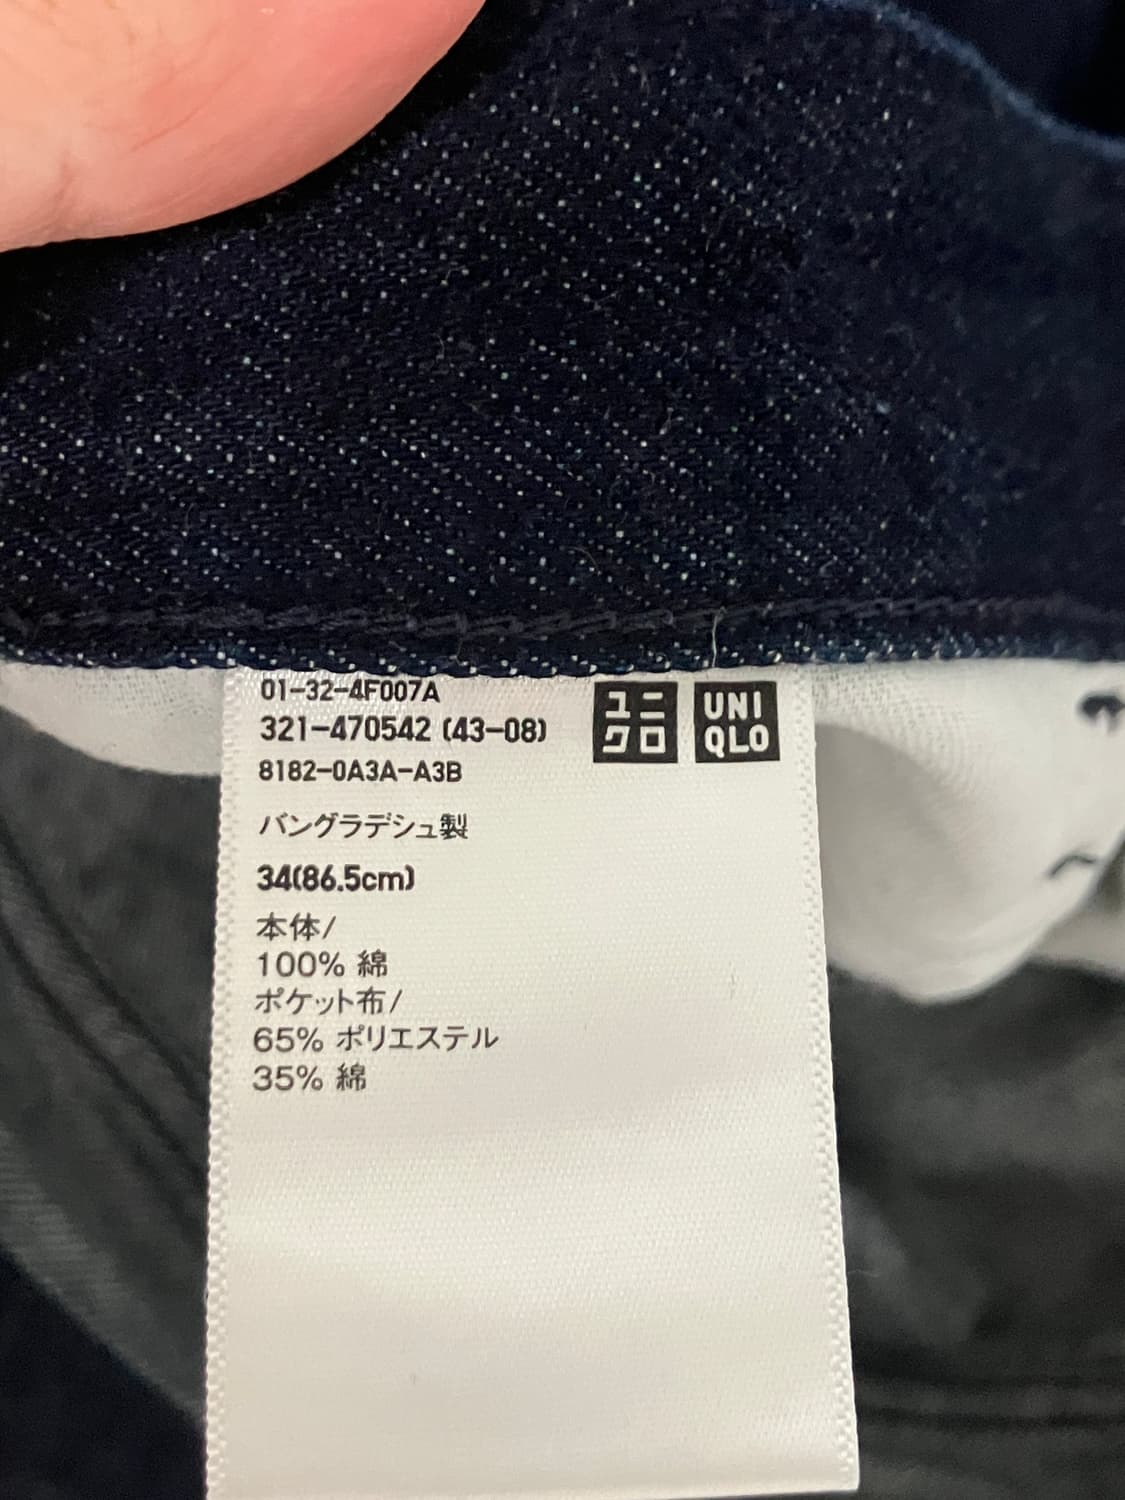 01-32-4F007A
321-470542 (43-08)
8182-0A3A-A3B
ユニクロ
UNIQLO
バングラデシュ製
34(86.5cm)
本体/
100% 綿
ポケット布/
65% ポリエステル
35% 綿